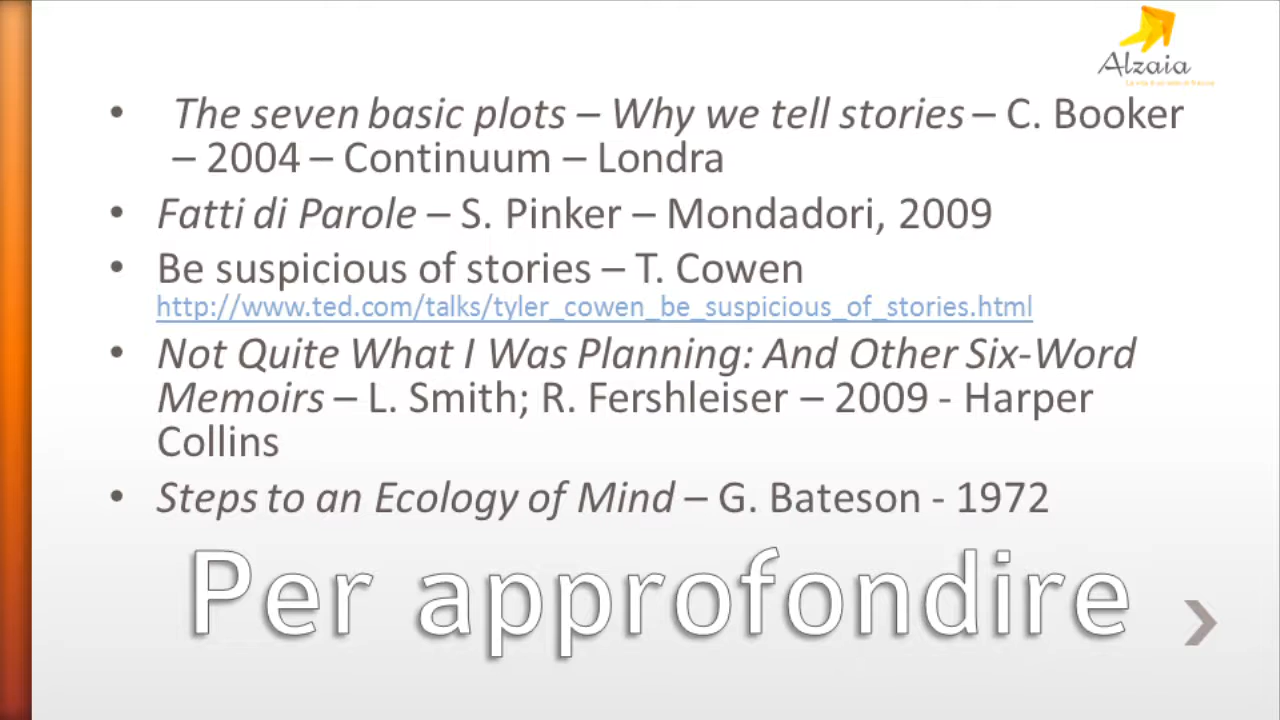 Alzaia
• The seven basic plots – Why we tell stories – C. Booker
– 2004 – Continuum – Londra
• Fatti di Parole – S. Pinker – Mondadori, 2009
• Be suspicious of stories – T. Cowen
http://www.ted.com/talks/tyler_cowen_be_suspicious_of_stories.html
• Not Quite What I Was Planning: And Other Six-Word
Memoirs – L. Smith; R. Fershleiser – 2009 - Harper
Collins
• Steps to an Ecology of Mind – G. Bateson - 1972
Per approfondire